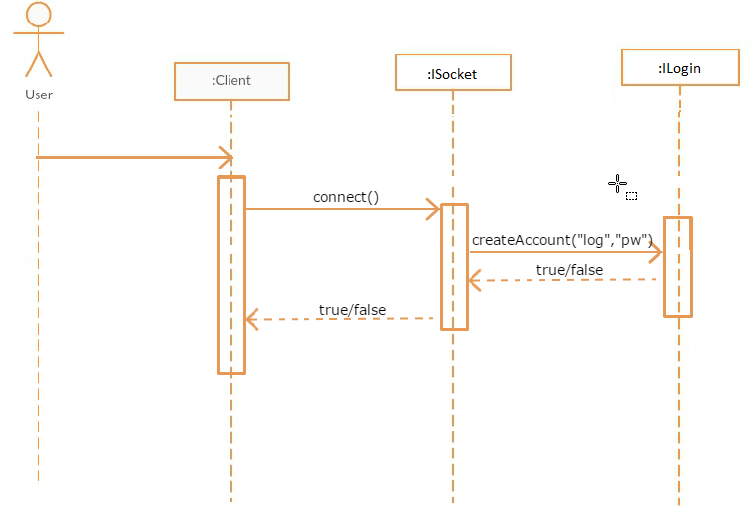 User
:Client
:ISocket
:ILogin
connect()
createAccount("log","pw")
true/false
true/false